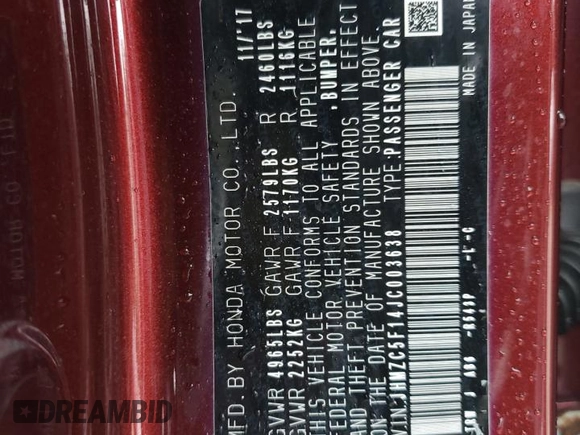 MFD.BY HONDA MOTOR CO., LTD. 11/'17
GVWR 4965LBS GAWR F 2579LBS R 2460LBS
GVWR 2252KG GAWR F 1170KG R 1116KG
THIS VEHICLE CONFORMS TO ALL APPLICABLE
FEDERAL MOTOR VEHICLE SAFETY ,BUMPER,
AND THEFT PREVENTION STANDARDS IN EFFECT
ON THE DATE OF MANUFACTURE SHOWN ABOVE.
TYPE:PASSENGER CAR
MADE IN JAPAN
DREAMBID